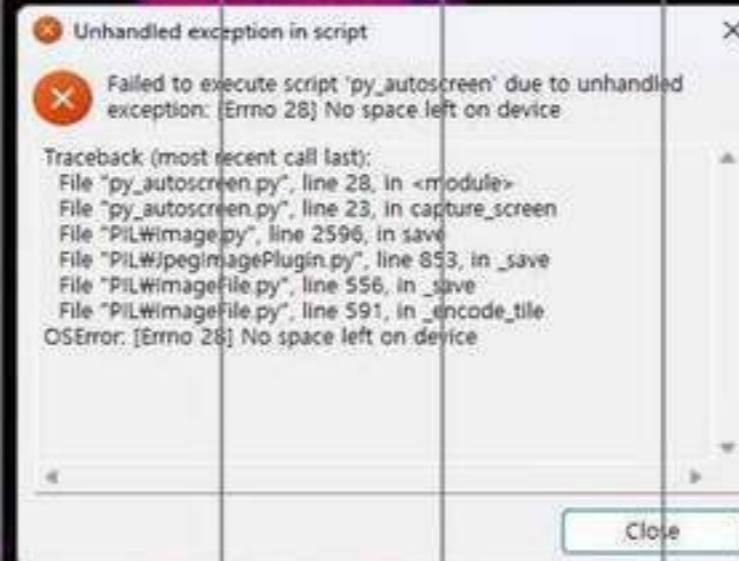 Unhandled exception in script
Failed to execute script 'py_autoscreen' due to unhandled
exception: [Errno 28] No space left on device
Traceback (most recent call last):
File "py_autoscreen.py", line 28, in <module>
File "py_autoscreen.py", line 23, in capture_screen
File "PIL₩Image.py", line 2596, in save
File "PIL₩JpegImagePlugin.py", line 853, in _save
File "PIL₩ImageFile.py", line 556, in _save
File "PIL₩ImageFile.py", line 591, in _encode_tile
OSError: [Errno 28] No space left on device
Close